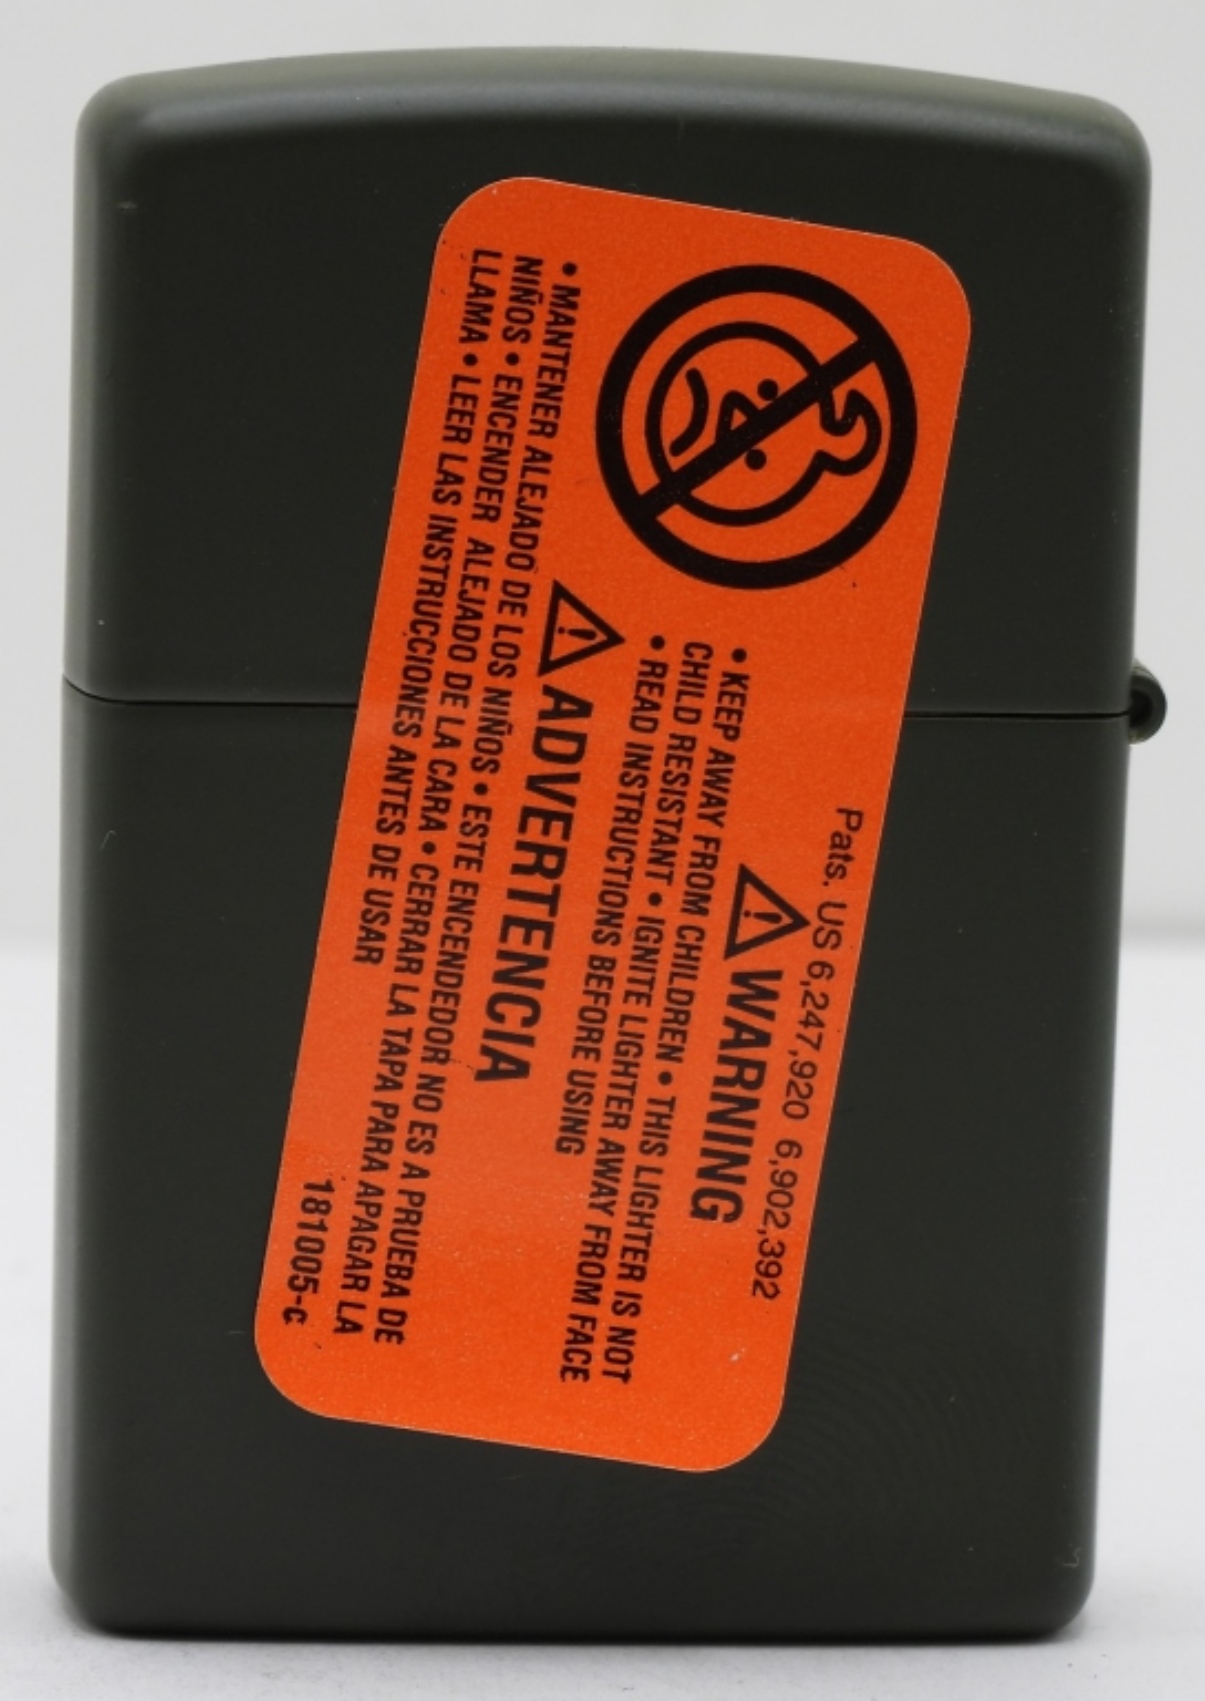 Pats. US 6,247,920 6,902,392
WARNING
• KEEP AWAY FROM CHILDREN • THIS LIGHTER IS NOT
CHILD RESISTANT • IGNITE LIGHTER AWAY FROM FACE
• READ INSTRUCTIONS BEFORE USING
ADVERTENCIA
• MANTENER ALEJADO DE LOS NIÑOS • ESTE ENCENDEDOR NO ES A PRUEBA DE
NIÑOS • ENCENDER ALEJADO DE LA CARA • CERRAR LA TAPA PARA APAGAR LA
LLAMA • LEER LAS INSTRUCCIONES ANTES DE USAR
181005-c